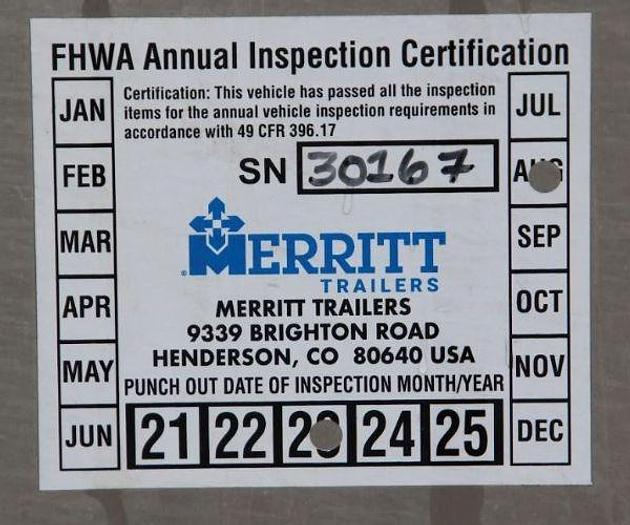 FHWA Annual Inspection Certification
Certification: This vehicle has passed all the inspection
items for the annual vehicle inspection requirements in
accordance with 49 CFR 396.17
SN 30167
MERRITT
TRAILERS
MERRITT TRAILERS
9339 BRIGHTON ROAD
HENDERSON, CO 80640 USA
PUNCH OUT DATE OF INSPECTION MONTH/YEAR
JAN
FEB
MAR
APR
MAY
JUN
21 22 23 24 25
JUL
AUG
SEP
OCT
NOV
DEC